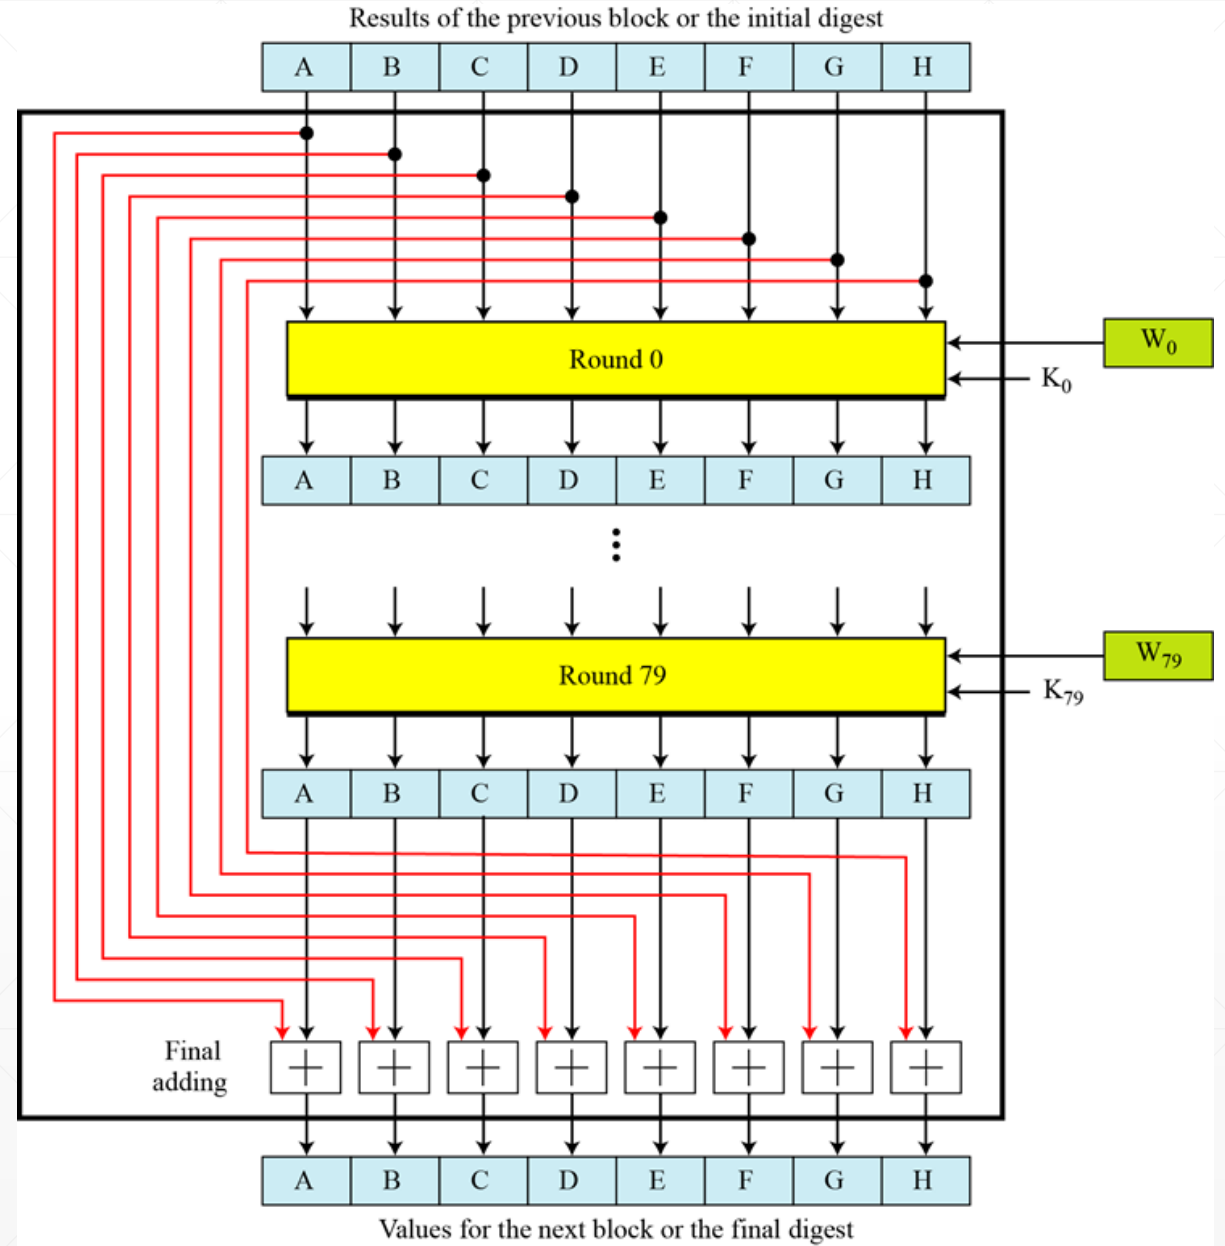 Results of the previous block or the initial digest
A B C D E F G H
Round 0
W₀
K₀
A B C D E F G H
Round 79
W₇₉
K₇₉
A B C D E F G H
Final
adding
+ + + + + + + +
A B C D E F G H
Values for the next block or the final digest